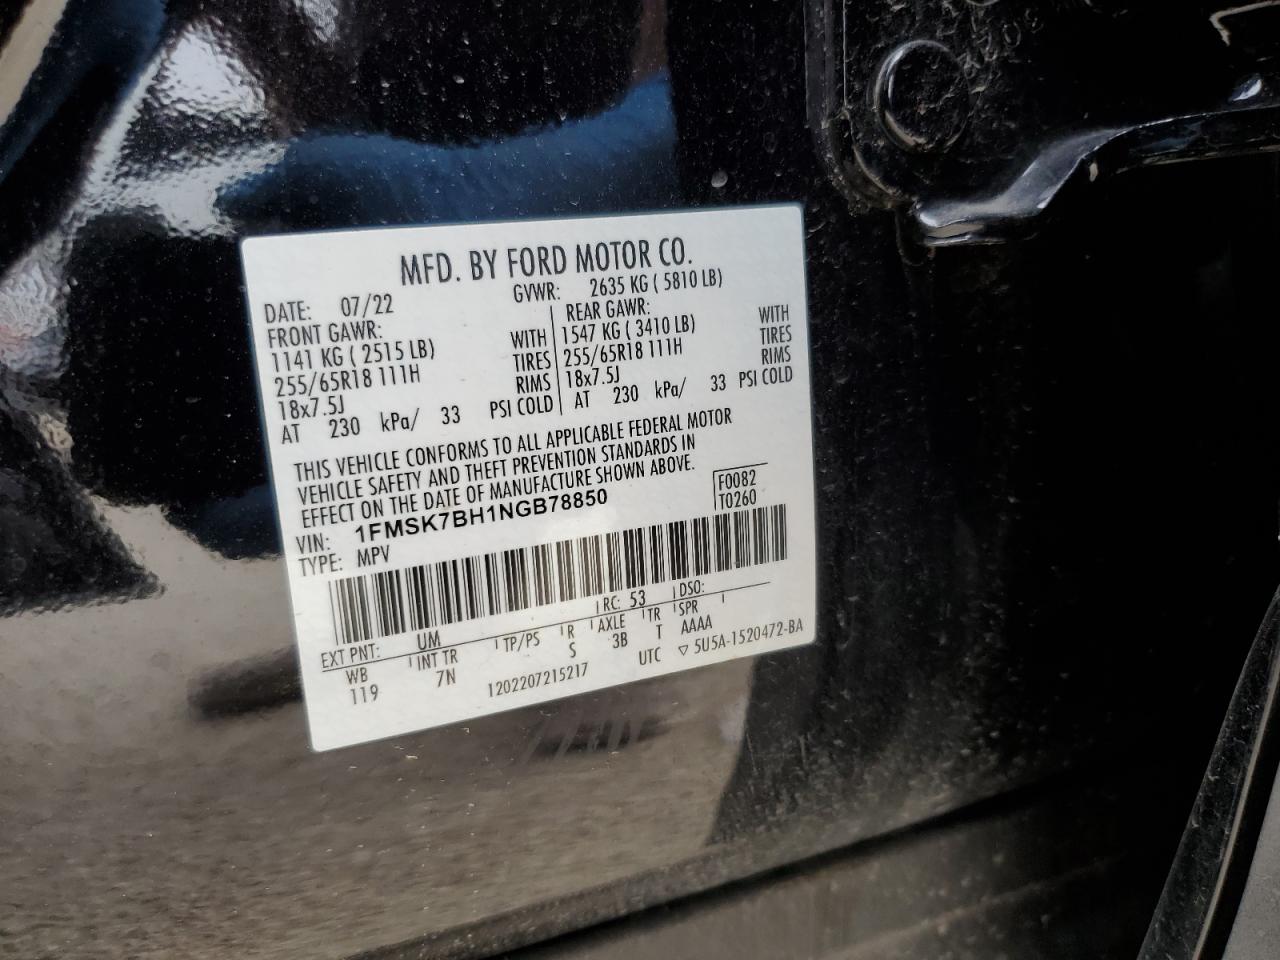 MFD. BY FORD MOTOR CO.
DATE: 07/22 GVWR: 2635 KG ( 5810 LB)
FRONT GAWR: REAR GAWR:
1141 KG ( 2515 LB) WITH 1547 KG ( 3410 LB) WITH
255/65R18 111H TIRES 255/65R18 111H TIRES
18x7.5J RIMS 18x7.5J RIMS
AT 230 kPa/ 33 PSI COLD AT 230 kPa/ 33 PSI COLD
THIS VEHICLE CONFORMS TO ALL APPLICABLE FEDERAL MOTOR
VEHICLE SAFETY AND THEFT PREVENTION STANDARDS IN
EFFECT ON THE DATE OF MANUFACTURE SHOWN ABOVE.
VIN: 1FMSK7BH1NGB78850 F0082
TYPE: MPV T0260
EXT PNT: UM RC: 53 DSO:
WB INT TR TP/PS R AXLE TR SPR
119 7N S 3B T AAAA
1202207215217 UTC ▽ 5U5A-1520472-BA